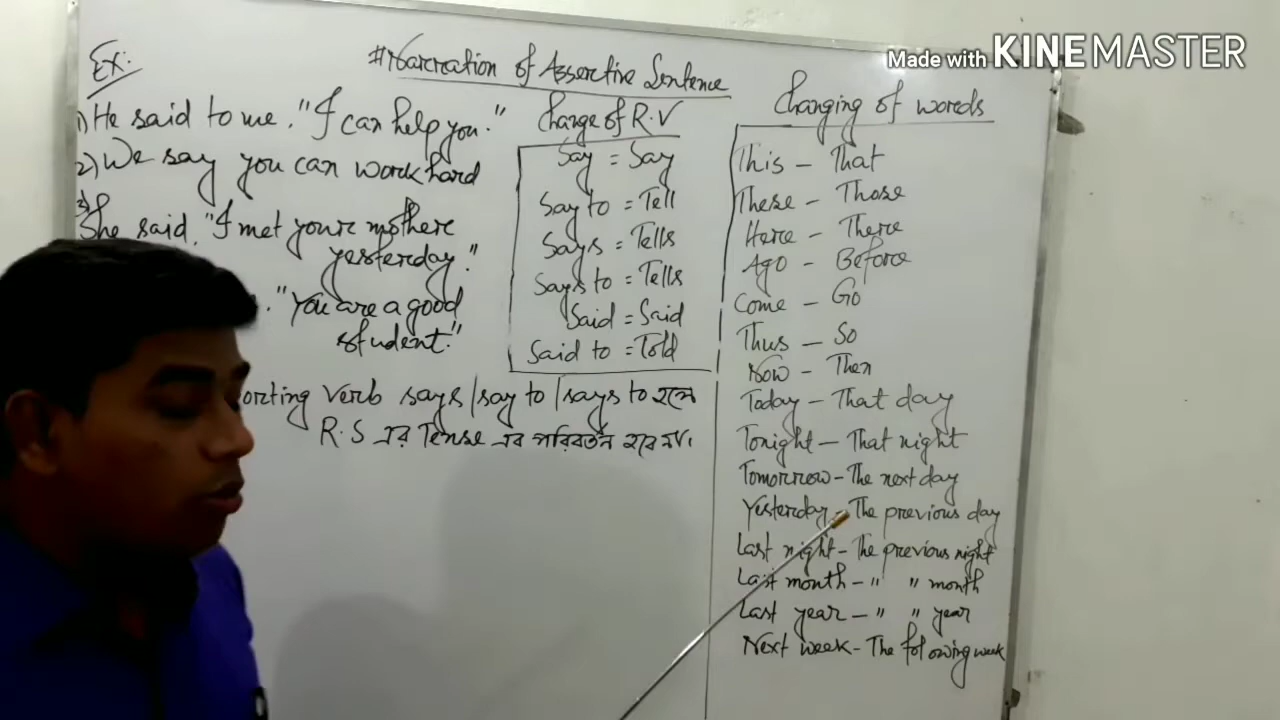 Made with KINEMASTER
#Narration of Assertive Sentence
Ex:
1) He said to me, "I can help you."
2) We say you can work hard
3) She said, "I met your mothere
yesterday."
. "You are a good
student."
orting Verb says/say to/says to হলে
R.S এর Tense এর পরিবর্তন হবে না।
Change of R.V
Say = Say
Say to = Tell
Says = Tells
Says to = Tells
Said = Said
Said to = Told
Changing of words
This - That
These - Those
Here - There
Ago - Before
Come - Go
Thus - So
Now - Then
Today - That day
Tonight - That night
Tomorrow - The next day
Yesterday - The previous day
Last night - The previous night
Last month - " " month
Last year - " " year
Next week - The following week